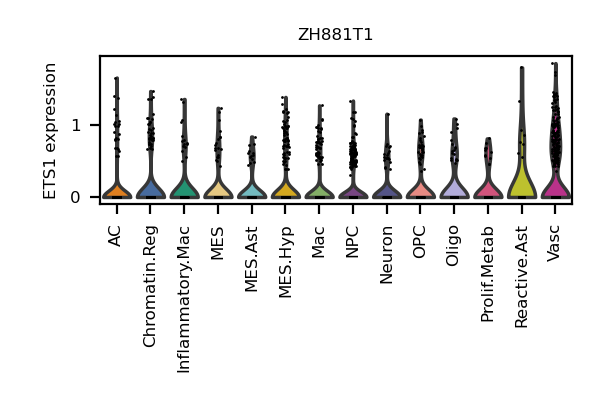 ZH881T1
ETS1 expression
1
0
AC
Chromatin.Reg
Inflammatory.Mac
MES
MES.Ast
MES.Hyp
Mac
NPC
Neuron
OPC
Oligo
Prolif.Metab
Reactive.Ast
Vasc